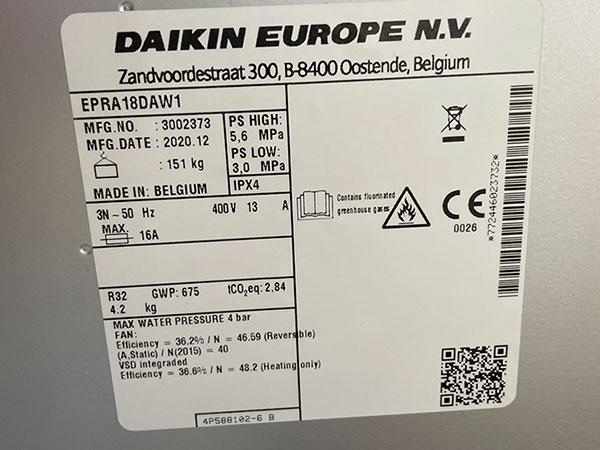 DAIKIN EUROPE N.V.
Zandvoordestraat 300, B-8400 Oostende, Belgium
EPRA18DAW1
MFG.NO. : 3002373
MFG.DATE : 2020.12
: 151 kg
MADE IN: BELGIUM
PS HIGH:
5,6 MPa
PS LOW:
3,0 MPa
IPX4
3N~50 Hz 400V 13 A
MAX.
16A
R32 GWP: 675 tCO₂eq: 2.84
4.2 kg
MAX WATER PRESSURE 4 bar
FAN:
Efficiency = 36.2% / N = 46.59 (Reversible)
(A,Static) / N(2015) = 40
VSD integrated
Efficiency = 36.6% / N = 48.2 (Heating only)
4P588102-6 B
Contains fluorinated
greenhouse gases
CE
0026
*772446023732*